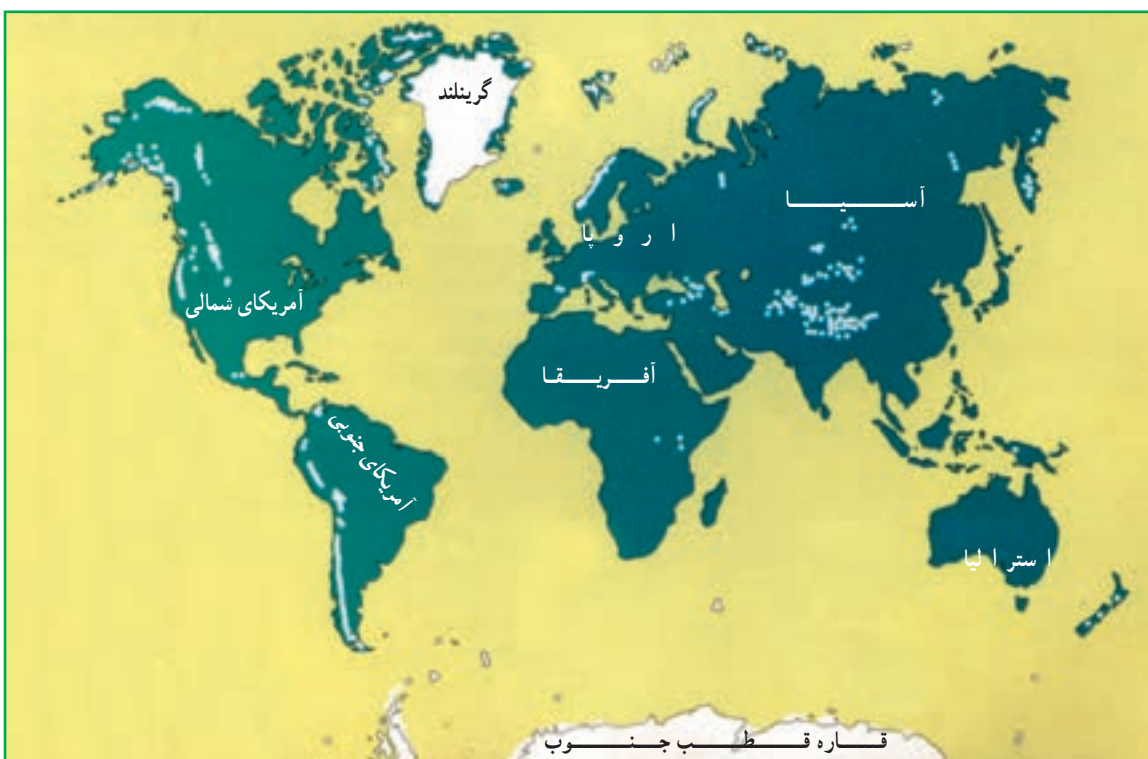 گرینلند
آسیا
اروپا
آمریکای شمالی
آفریقا
آمریکای جنوبی
استرالیا
قاره قطب جنوب